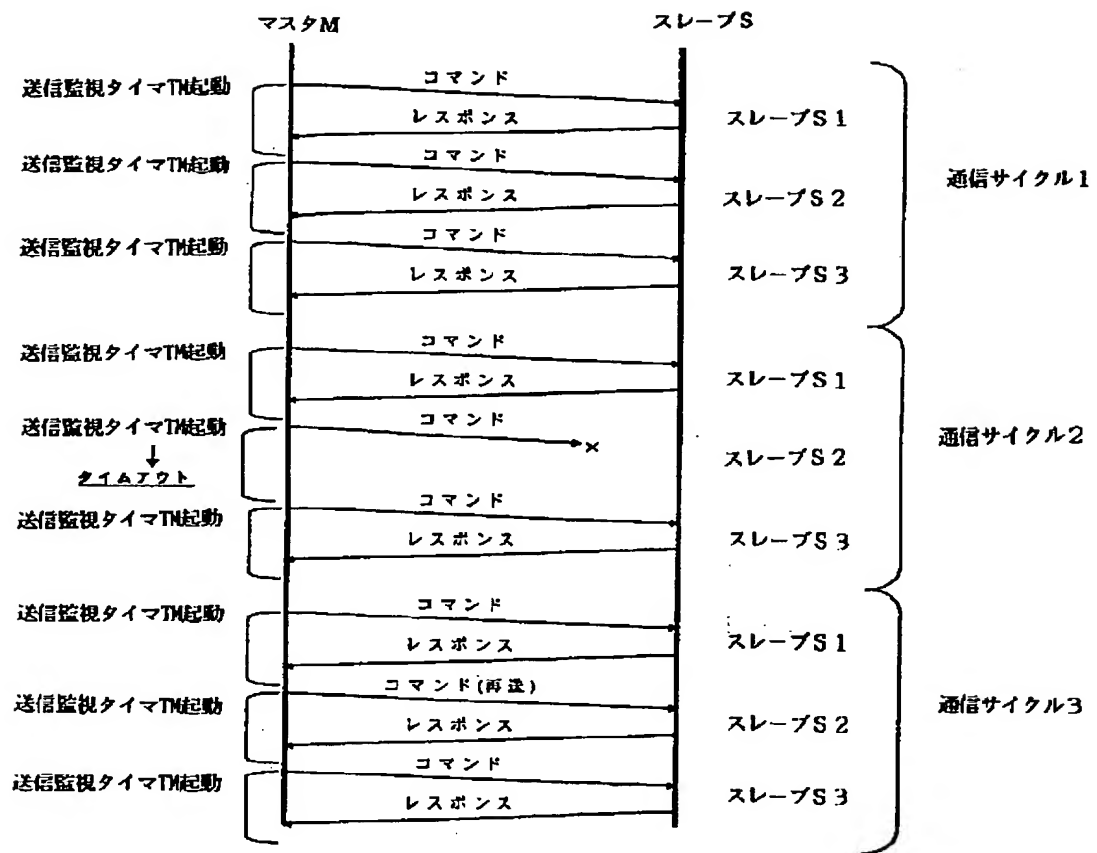 マスタM
スレーブS
送信監視タイマTM起動
コマンド
レスポンス
スレーブS1
送信監視タイマTM起動
コマンド
レスポンス
スレーブS2
通信サイクル1
送信監視タイマTM起動
コマンド
レスポンス
スレーブS3
送信監視タイマTM起動
コマンド
レスポンス
スレーブS1
送信監視タイマTM起動
↓
タイムアウト
コマンド
×
スレーブS2
通信サイクル2
送信監視タイマTM起動
コマンド
レスポンス
スレーブS3
送信監視タイマTM起動
コマンド
レスポンス
スレーブS1
送信監視タイマTM起動
コマンド(再送)
レスポンス
スレーブS2
通信サイクル3
送信監視タイマTM起動
コマンド
レスポンス
スレーブS3